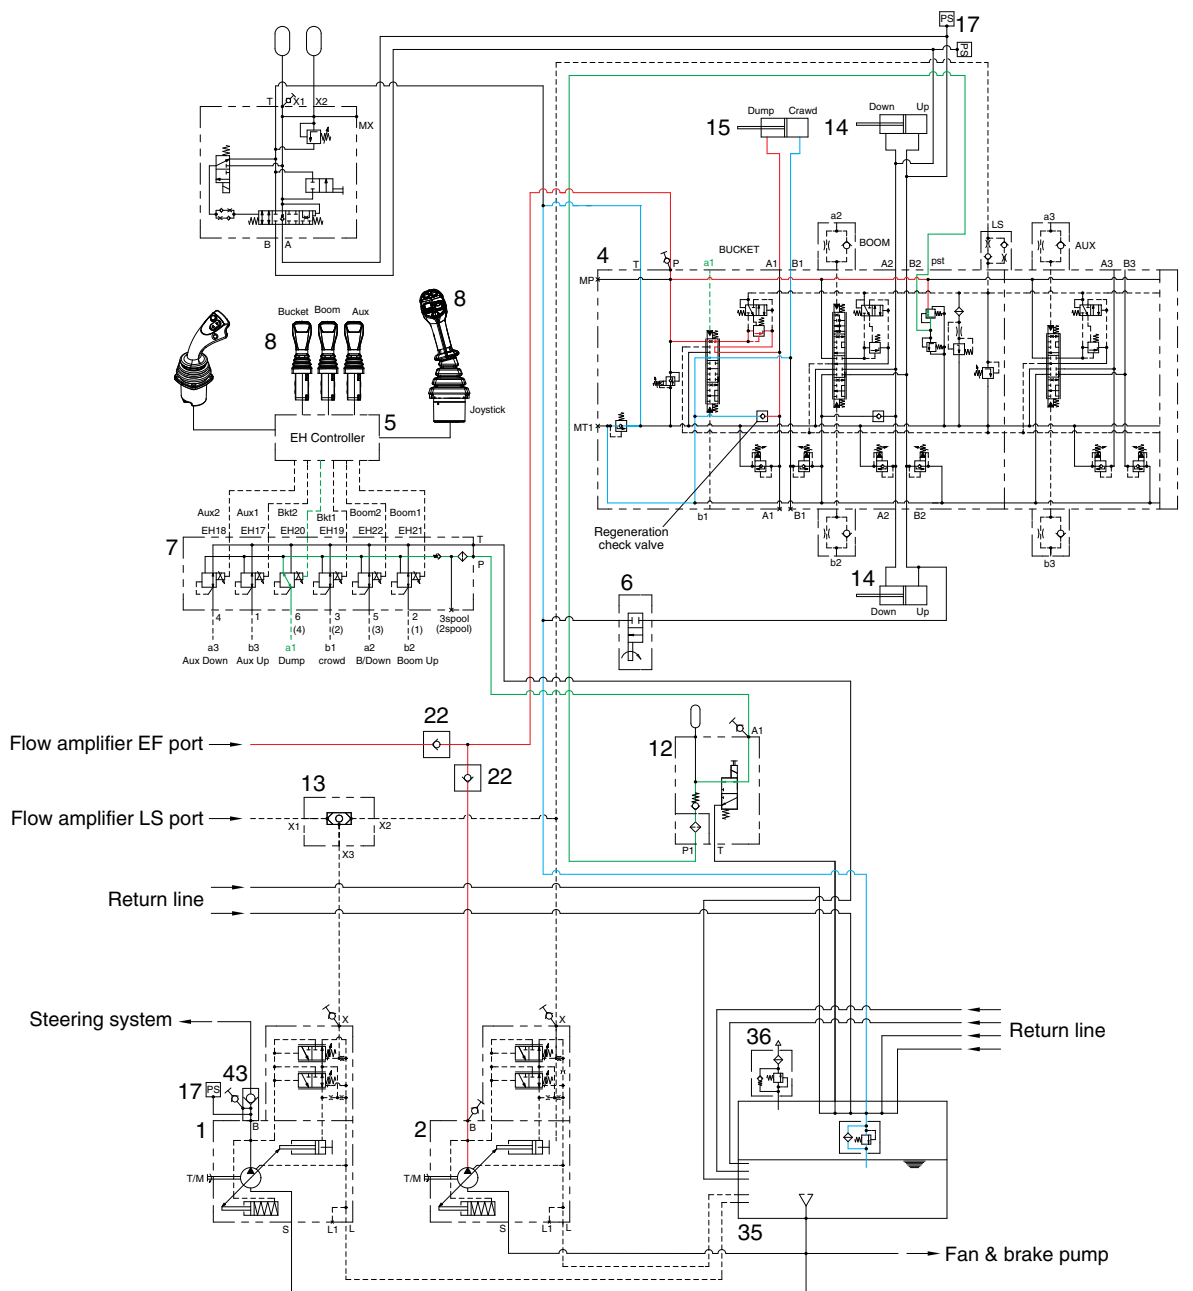 PS 17
PS
T X1 X2
MX
B A
Dump Crawd
15
Down Up
14
a2
BOOM
LS
a3
AUX
BUCKET
4 T P a1 A1 B1 A2 B2 pst A3 B3
MP
MT1
Regeneration
check valve
b1 A1 B1 A2 B2
b2
b3
14
Down Up
8
Bucket Boom Aux
8
Joystick
5
EH Controller
Aux2 Aux1 Bkt2 Bkt1 Boom2 Boom1
EH18 EH17 EH20 EH19 EH22 EH21
7
T
P
4 1 6 3 5 2
(4) (2) (3) (1)
3spool
(2spool)
a3 b3 a1 b1 a2 b2
Aux Down Aux Up Dump crowd B/Down Boom Up
6
22
Flow amplifier EF port
22
12 A1
P1 T
13
Flow amplifier LS port
X1 X2
X3
Return line
Steering system
X
X
43
17 PS
1 B
T/M
S L1 L
2 B
T/M
S L1 L
36
Return line
35
Fan & brake pump